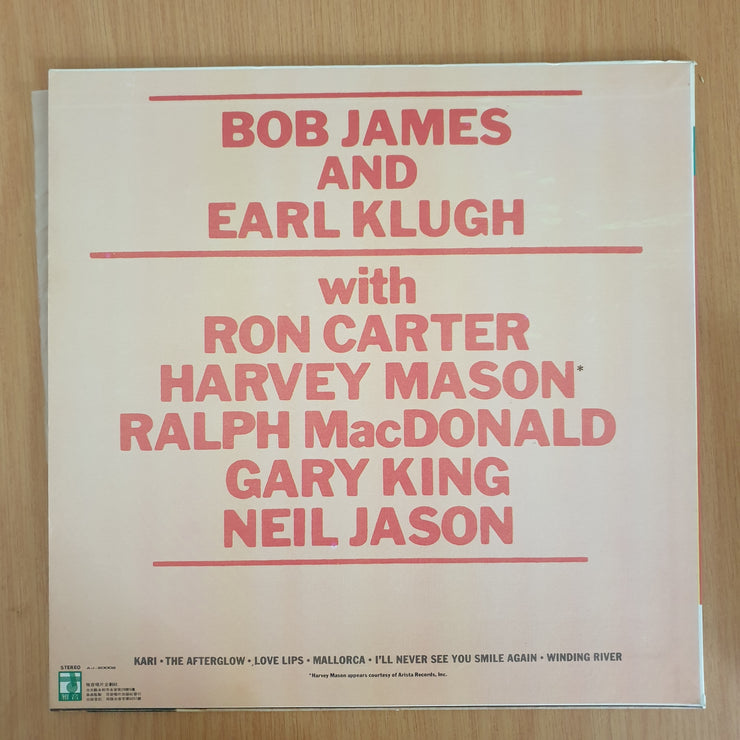 BOB JAMES
AND
EARL KLUGH
with
RON CARTER
HARVEY MASON*
RALPH MacDONALD
GARY KING
NEIL JASON
KARI • THE AFTERGLOW • LOVE LIPS • MALLORCA • I'LL NEVER SEE YOU SMILE AGAIN • WINDING RIVER
*Harvey Mason appears courtesy of Arista Records, Inc.
STEREO
雅音